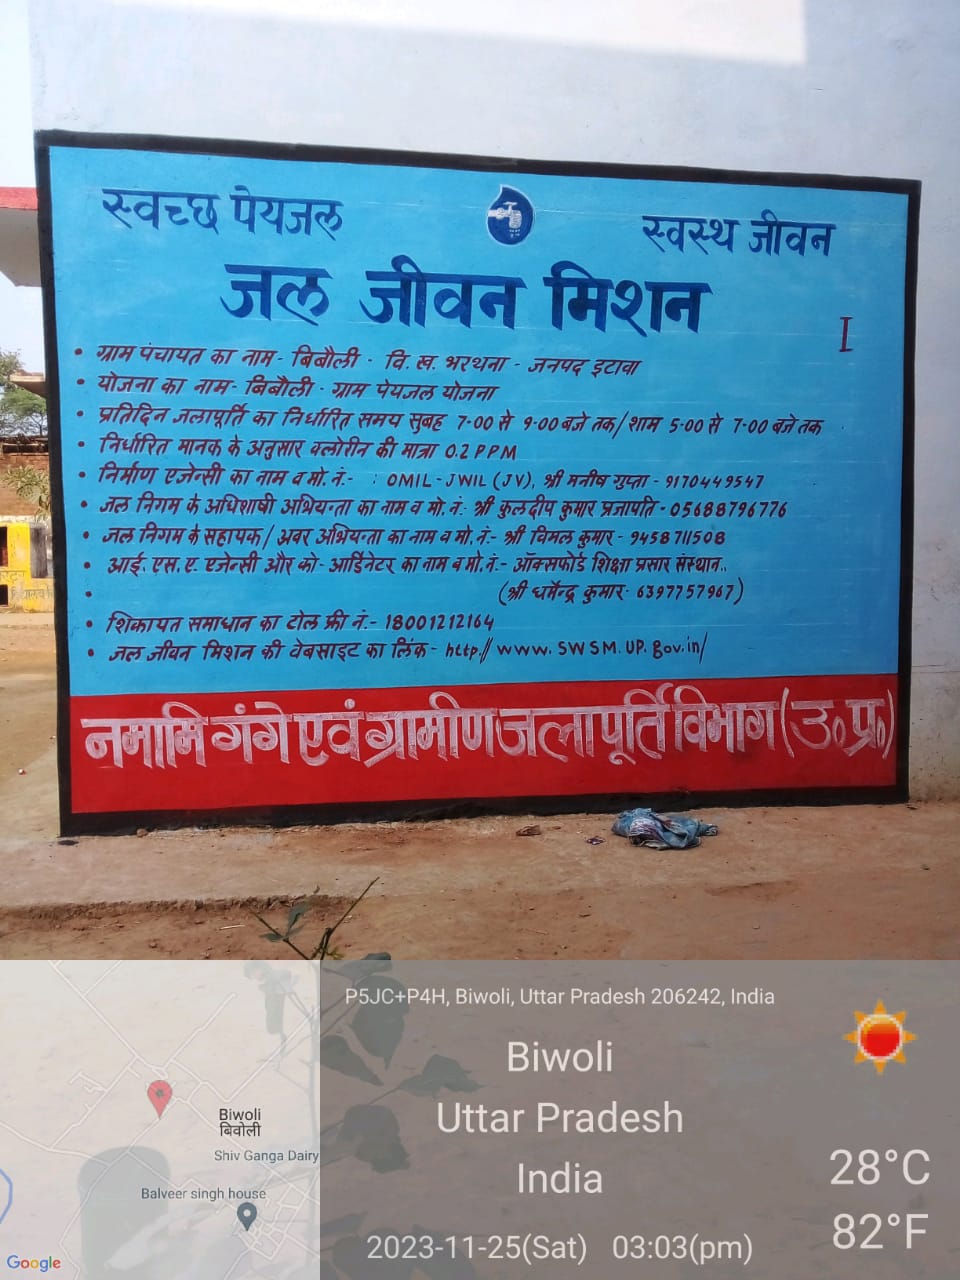 स्वच्छ पेयजल
स्वस्थ जीवन
जल जीवन मिशन
I
• ग्राम पंचायत का नाम - बिबौली - वि. ख. भरथना - जनपद इटावा
• योजना का नाम - बिबौली - ग्राम पेयजल योजना
• प्रतिदिन जलापूर्ति का निर्धारित समय सुबह 7-00 से 9-00 बजे तक/शाम 5-00 से 7-00 बजे तक
• निर्धारित मानक के अनुसार क्लोरीन की मात्रा 0.2 PPM
• निर्माण एजेन्सी का नाम व मो. नं.- : OMIL-JWIL (JV), श्री मनीष गुप्ता - 9170449547
• जल निगम के अधिशाषी अभियन्ता का नाम व मो. नं.- श्री कुलदीप कुमार प्रजापति - 05688796776
• जल निगम के सहायक/अवर अभियन्ता का नाम व मो. नं.- श्री विमल कुमार - 9458711508
• आई. एस. ए. एजेन्सी और को-आर्डिनेटर का नाम व मो. नं.- ऑक्सफोर्ड शिक्षा प्रसार संस्थान..
• (श्री धर्मेन्द्र कुमार- 6397757967)
• शिकायत समाधान का टोल फ्री नं.- 18001212164
• जल जीवन मिशन की वेबसाइट का लिंक - http.// www. SWSM. UP. gov.in/
नमामि गंगे एवं ग्रामीण जलापूर्ति विभाग (उ० प्र०)
P5JC+P4H, Biwoli, Uttar Pradesh 206242, India
Biwoli
Uttar Pradesh
India
28°C
82°F
2023-11-25(Sat) 03:03(pm)
Biwoli
बिवोली
Shiv Ganga Dairy
Balveer singh house
Google